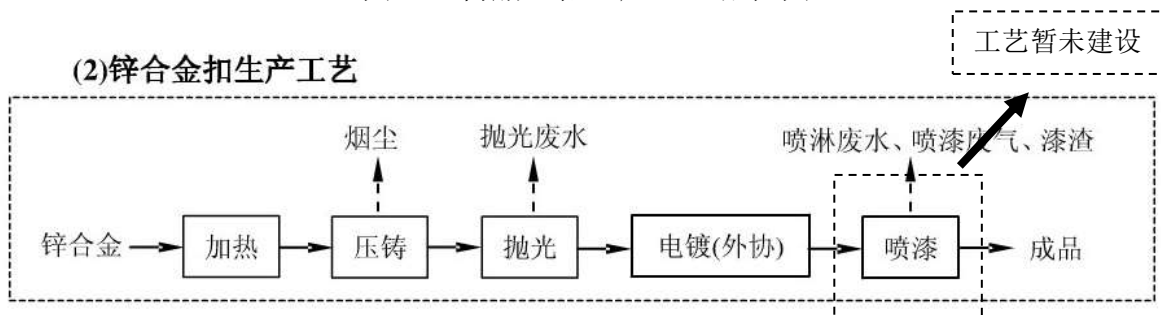 工艺暂未建设
(2)锌合金扣生产工艺
烟尘
抛光废水
喷淋废水、喷漆废气、漆渣
锌合金
加热
压铸
抛光
电镀(外协)
喷漆
成品